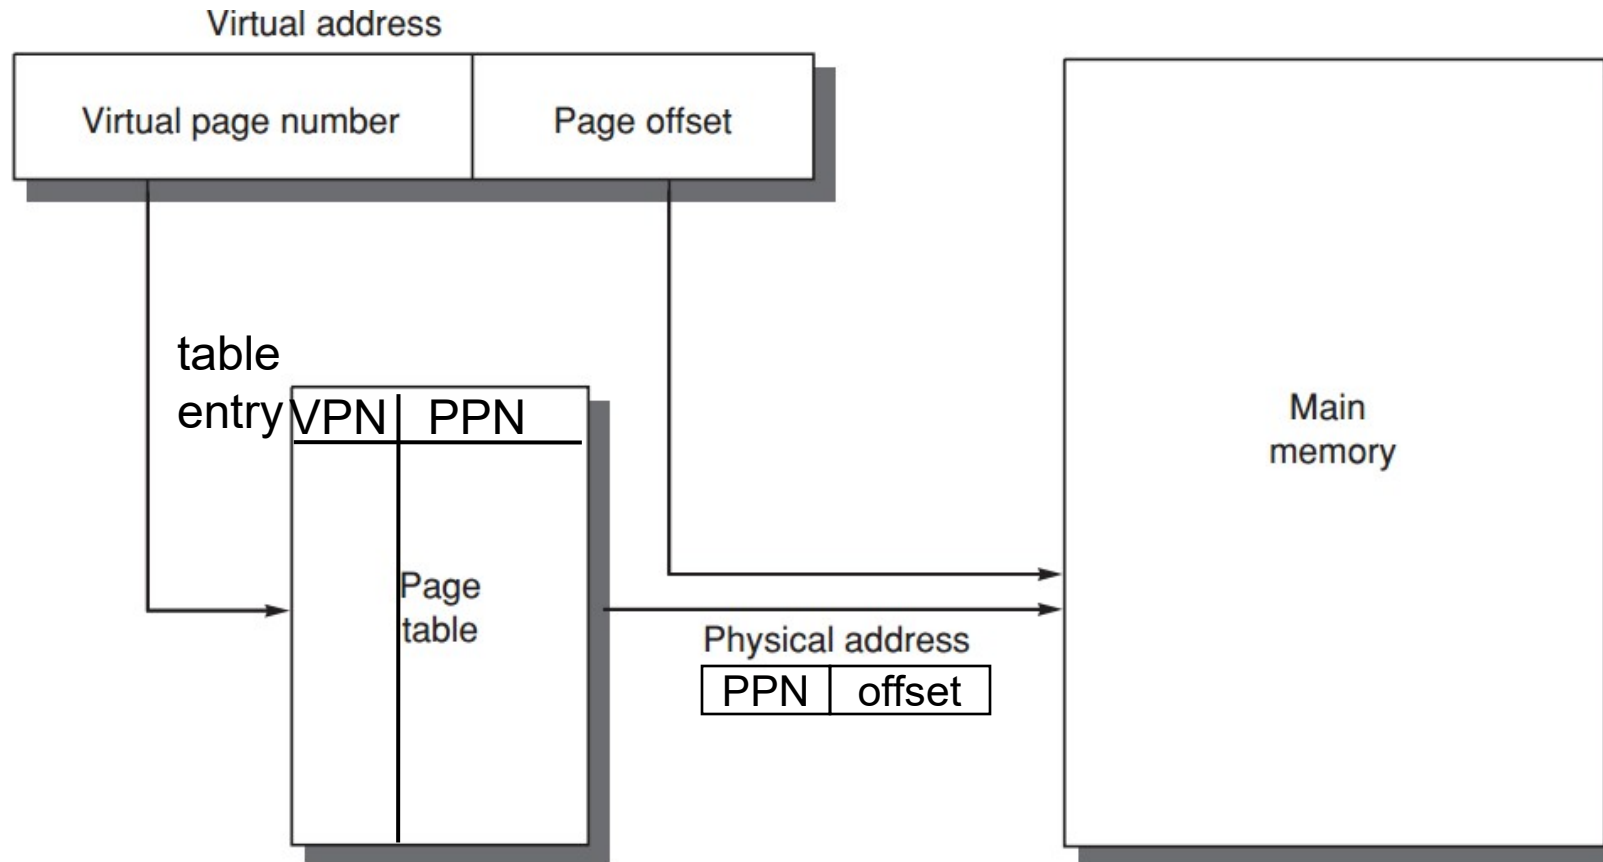 Virtual address
Virtual page number
Page offset
table
entry
VPN
PPN
Page
table
Physical address
PPN
offset
Main
memory